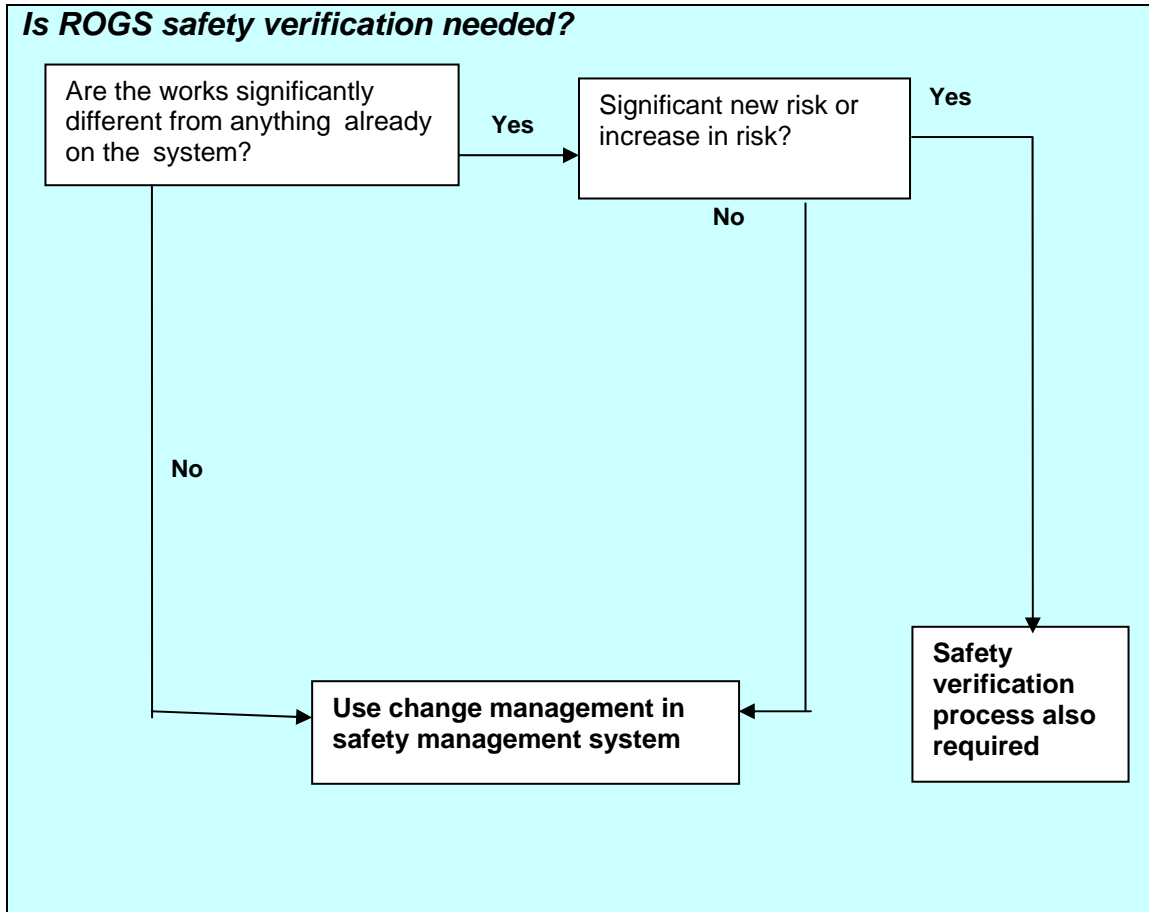 Is ROGS safety verification needed?
Are the works significantly
different from anything already
on the system?
Yes
Significant new risk or
increase in risk?
Yes
No
No
Use change management in
safety management system
Safety
verification
process also
required